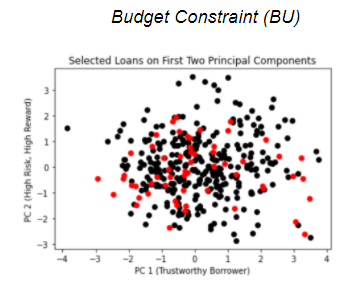 Budget Constraint (BU)
Selected Loans on First Two Principal Components
3
2
1
0
−1
−2
−3
PC 2 (High Risk, High Reward)
−4 −3 −2 −1 0 1 2 3 4
PC 1 (Trustworthy Borrower)